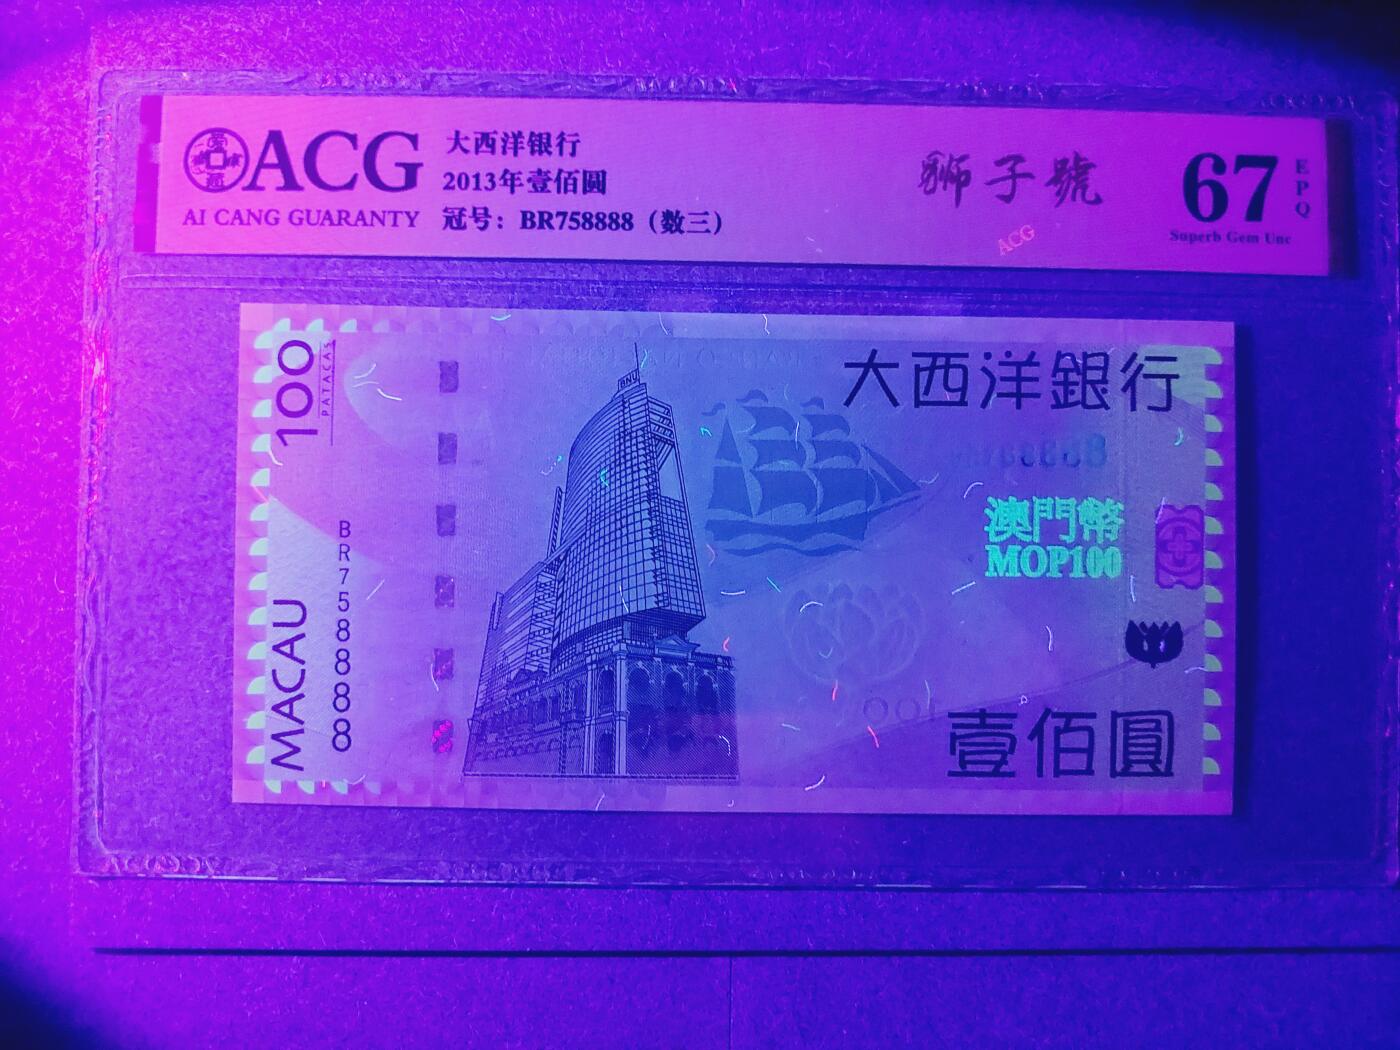 ACG
AI CANG GUARANTY
大西洋银行
2013年壹佰圆
冠号：BR758888（数三）
獅子號
ACG
67
EPQ
Superb Gem Unc
100
PATACAS
BNU
大西洋銀行
澳門幣
MOP100
BR758888
MACAU
100
壹佰圓